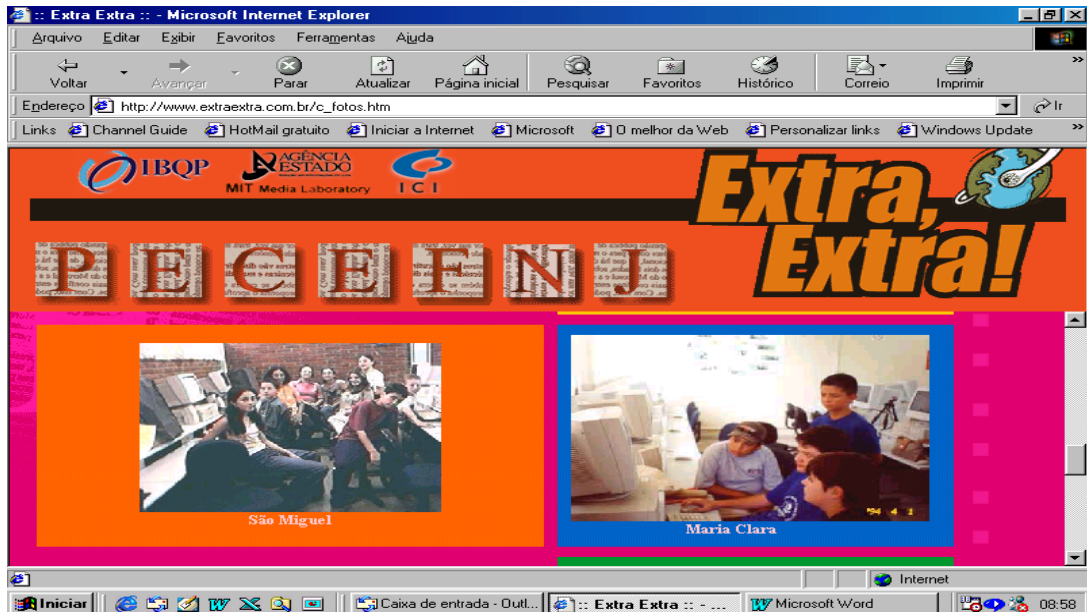 :: Extra Extra :: - Microsoft Internet Explorer
Arquivo Editar Exibir Favoritos Ferramentas Ajuda
Voltar Avançar Parar Atualizar Página inicial Pesquisar Favoritos Histórico Correio Imprimir »
Endereço http://www.extraextra.com.br/c_fotos.htm Ir
Links Channel Guide HotMail gratuito Iniciar a Internet Microsoft O melhor da Web Personalizar links Windows Update »
IBQP AGÊNCIA ESTADO
MIT Media Laboratory ICI
Extra,
Extra!
P E C E F N J
'94 4 1
São Miguel
Maria Clara
Internet
Iniciar Caixa de entrada - Outl... :: Extra Extra :: - ... Microsoft Word 08:58